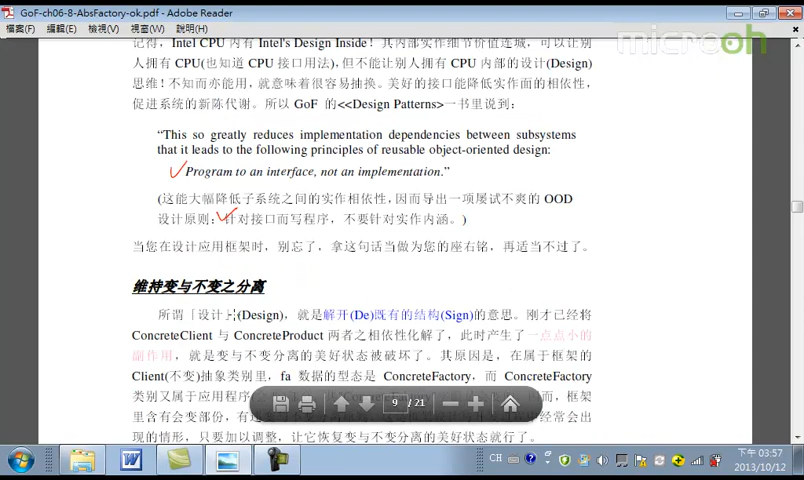 GoF-ch06-8-AbsFactory-ok.pdf - Adobe Reader
檔案(F) 編輯(E) 檢視(V) 視窗(W) 說明(H)
microoh
记得，Intel CPU 内有 Intel's Design Inside！其内部实作细节价值连城，可以让别
人拥有 CPU(也知道 CPU 接口用法)，但不能让别人拥有 CPU 内部的设计(Design)
思维！不知而亦能用，就意味着很容易抽换。美好的接口能降低实作面的相依性，
促进系统的新陈代谢。所以 GoF 的<<Design Patterns>一书里说到：
“This so greatly reduces implementation dependencies between subsystems
that it leads to the following principles of reusable object-oriented design:
Program to an interface, not an implementation.”
(这能大幅降低子系统之间的实作相依性，因而导出一项屡试不爽的 OOD
设计原则：针对接口而写程序，不要针对实作内涵。)
当您在设计应用框架时，别忘了，拿这句话当做为您的座右铭，再适当不过了。
维持变与不变之分离
所谓「设计」(Design)，就是解开(De)既有的结构(Sign)的意思。刚才已经将
ConcreteClient 与 ConcreteProduct 两者之相依性化解了，此时产生了一点点小的
副作用，就是变与不变分离的美好状态被破坏了。其原因是，在属于框架的
Client(不变)抽象类别里，fa 数据的型态是 ConcreteFactory，而 ConcreteFactory
类别又属于应用程序 而，框架
里含有会变部份，有 经常会出
现的情形，只要加以调整，让它恢复变与不变分离的美好状态就行了。
9 / 21
CH
下午 03:57
2013/10/12